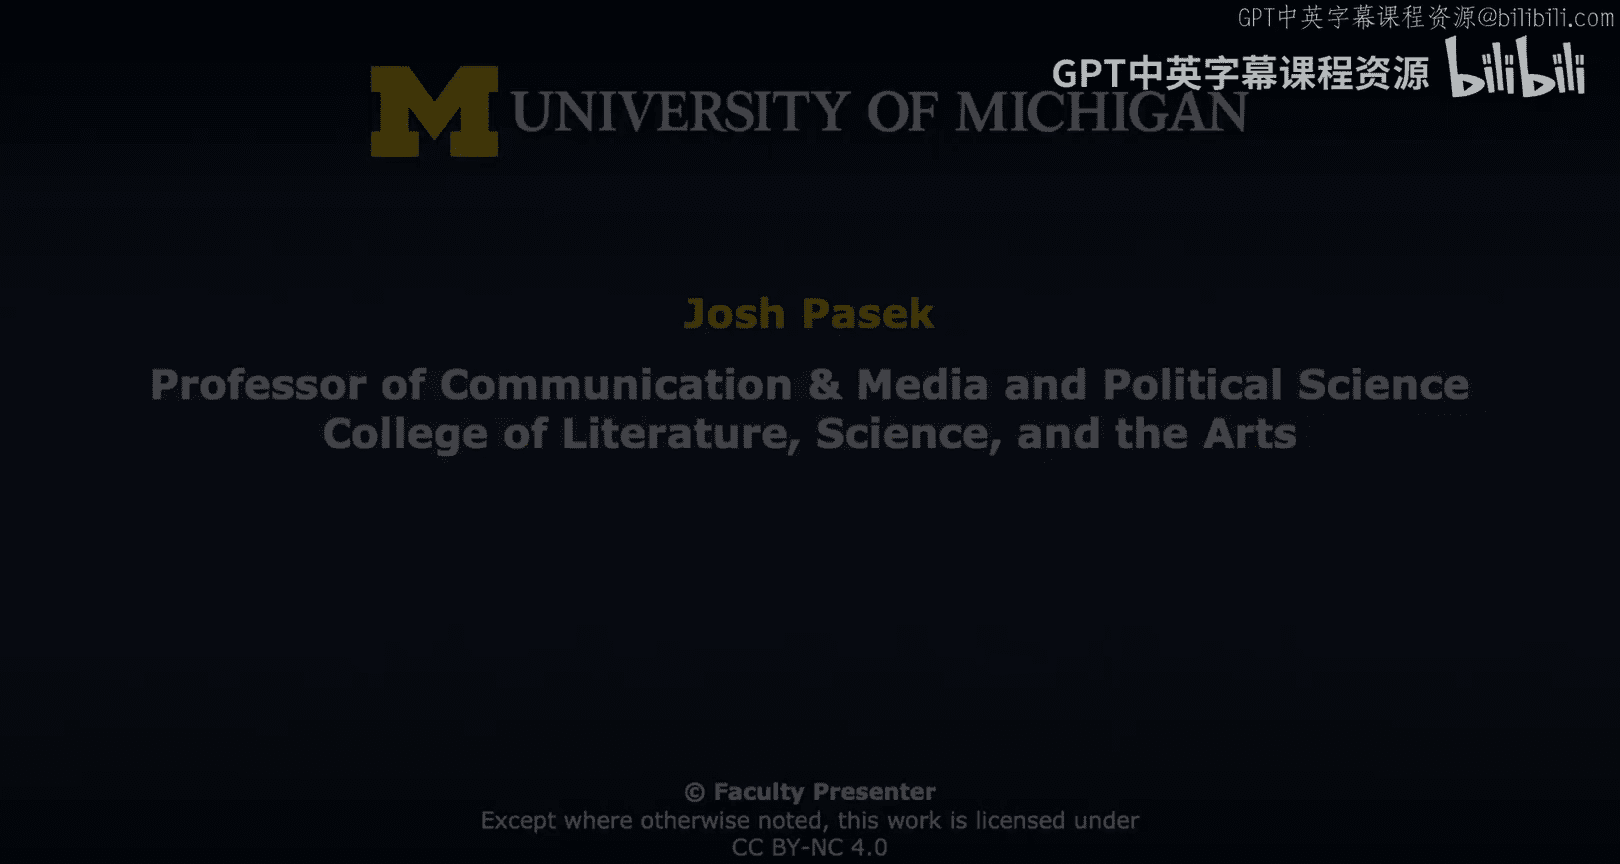 GPT中英字幕课程资源@bilibili.com
GPT中英字幕课程资源 bilibili
M UNIVERSITY OF MICHIGAN
Josh Pasek
Professor of Communication & Media and Political Science
College of Literature, Science, and the Arts
© Faculty Presenter
Except where otherwise noted, this work is licensed under
CC BY-NC 4.0